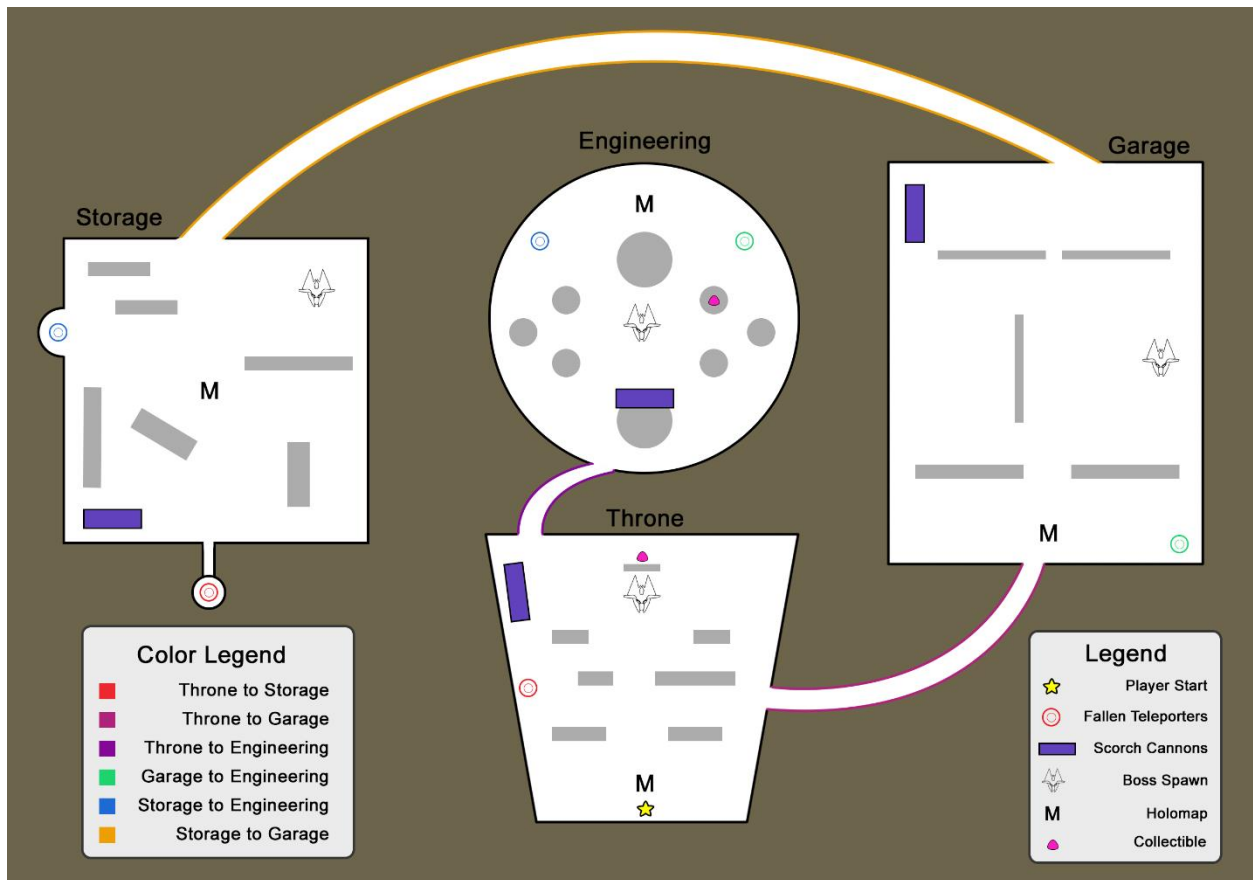 Engineering
Garage
M
Storage
M
M
Throne
M
Color Legend
Throne to Storage
Throne to Garage
Throne to Engineering
Garage to Engineering
Storage to Engineering
Storage to Garage
Legend
Player Start
Fallen Teleporters
Scorch Cannons
Boss Spawn
M Holomap
Collectible